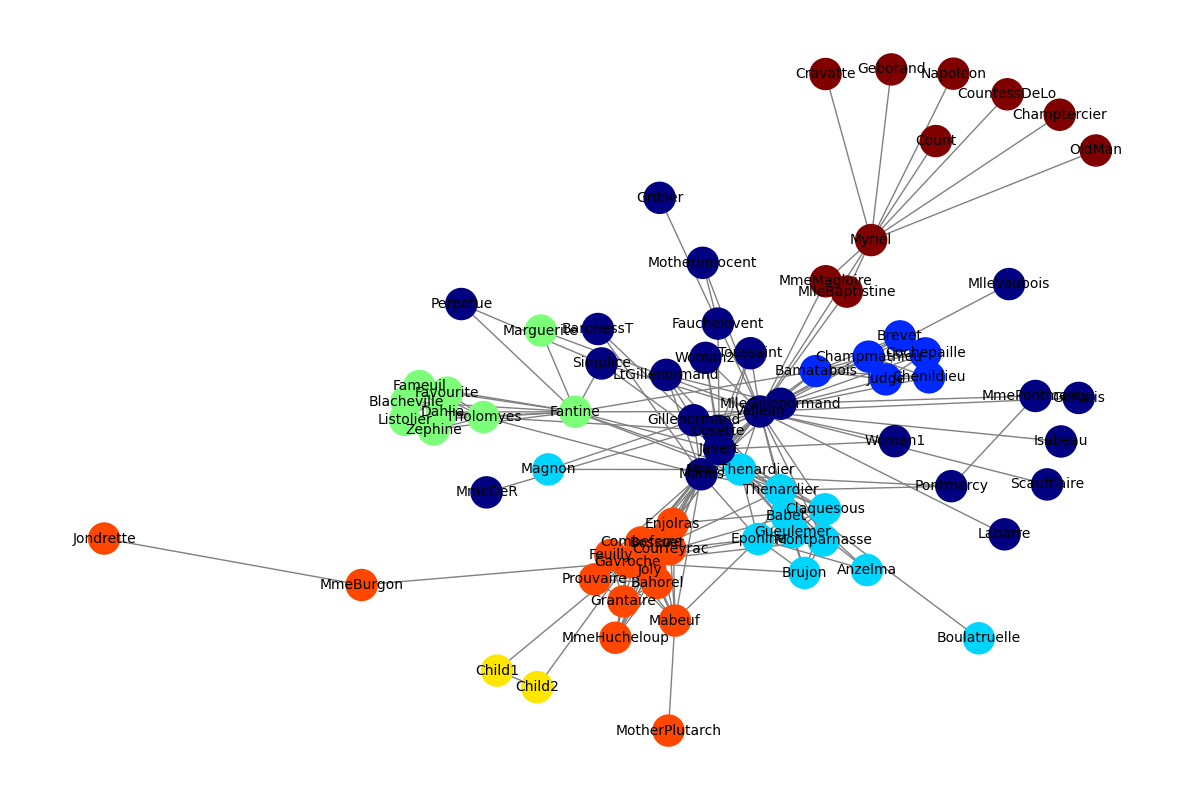 Cravatte
Geborand
Napoleon
CountessDeLo
Champtercier
Count
OldMan
Gribier
Myriel
MotherInnocent
MmeMagloire
MlleBaptistine
MlleVaubois
Perpetue
Marguerite
BaronessT
Fauchelevent
Brevet
Simplice
Woman2
Toussaint
Champmathieu
Cochepaille
LtGillenormand
Bamatabois
Judge
Chenildieu
Fameuil
Favourite
Blacheville
Dahlia
Listolier
Zephine
Tholomyes
Fantine
MlleGillenormand
Valjean
MmePontmercy
Gervais
Gillenormand
Cosette
Javert
Woman1
Isabeau
Magnon
Marius
MmeThenardier
MmeDeR
Thenardier
Pontmercy
Scaufflaire
Claquesous
Babet
Enjolras
Gueulemer
Labarre
Jondrette
Combeferre
Bossuet
Courfeyrac
Eponine
Montparnasse
Feuilly
Gavroche
Joly
Brujon
Anzelma
MmeBurgon
Prouvaire
Bahorel
Grantaire
Mabeuf
MmeHucheloup
Boulatruelle
Child1
Child2
MotherPlutarch